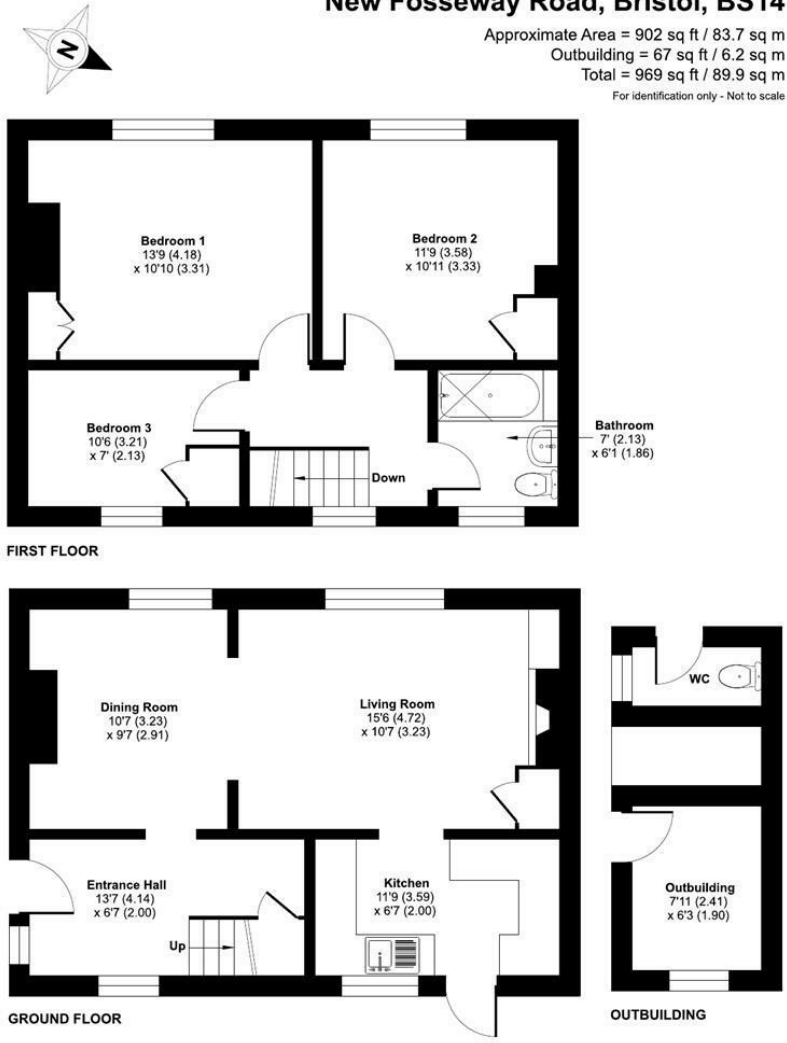 New Fosseway Road, Bristol, BS14
Approximate Area = 902 sq ft / 83.7 sq m
Outbuilding = 67 sq ft / 6.2 sq m
Total = 969 sq ft / 89.9 sq m
For identification only - Not to scale
N
Bedroom 1
13'9 (4.18)
x 10'10 (3.31)
Bedroom 2
11'9 (3.58)
x 10'11 (3.33)
Bedroom 3
10'6 (3.21)
x 7' (2.13)
Down
Bathroom
7' (2.13)
x 6'1 (1.86)
FIRST FLOOR
Dining Room
10'7 (3.23)
x 9'7 (2.91)
Living Room
15'6 (4.72)
x 10'7 (3.23)
Entrance Hall
13'7 (4.14)
x 6'7 (2.00)
Up
Kitchen
11'9 (3.59)
x 6'7 (2.00)
GROUND FLOOR
WC
Outbuilding
7'11 (2.41)
x 6'3 (1.90)
OUTBUILDING